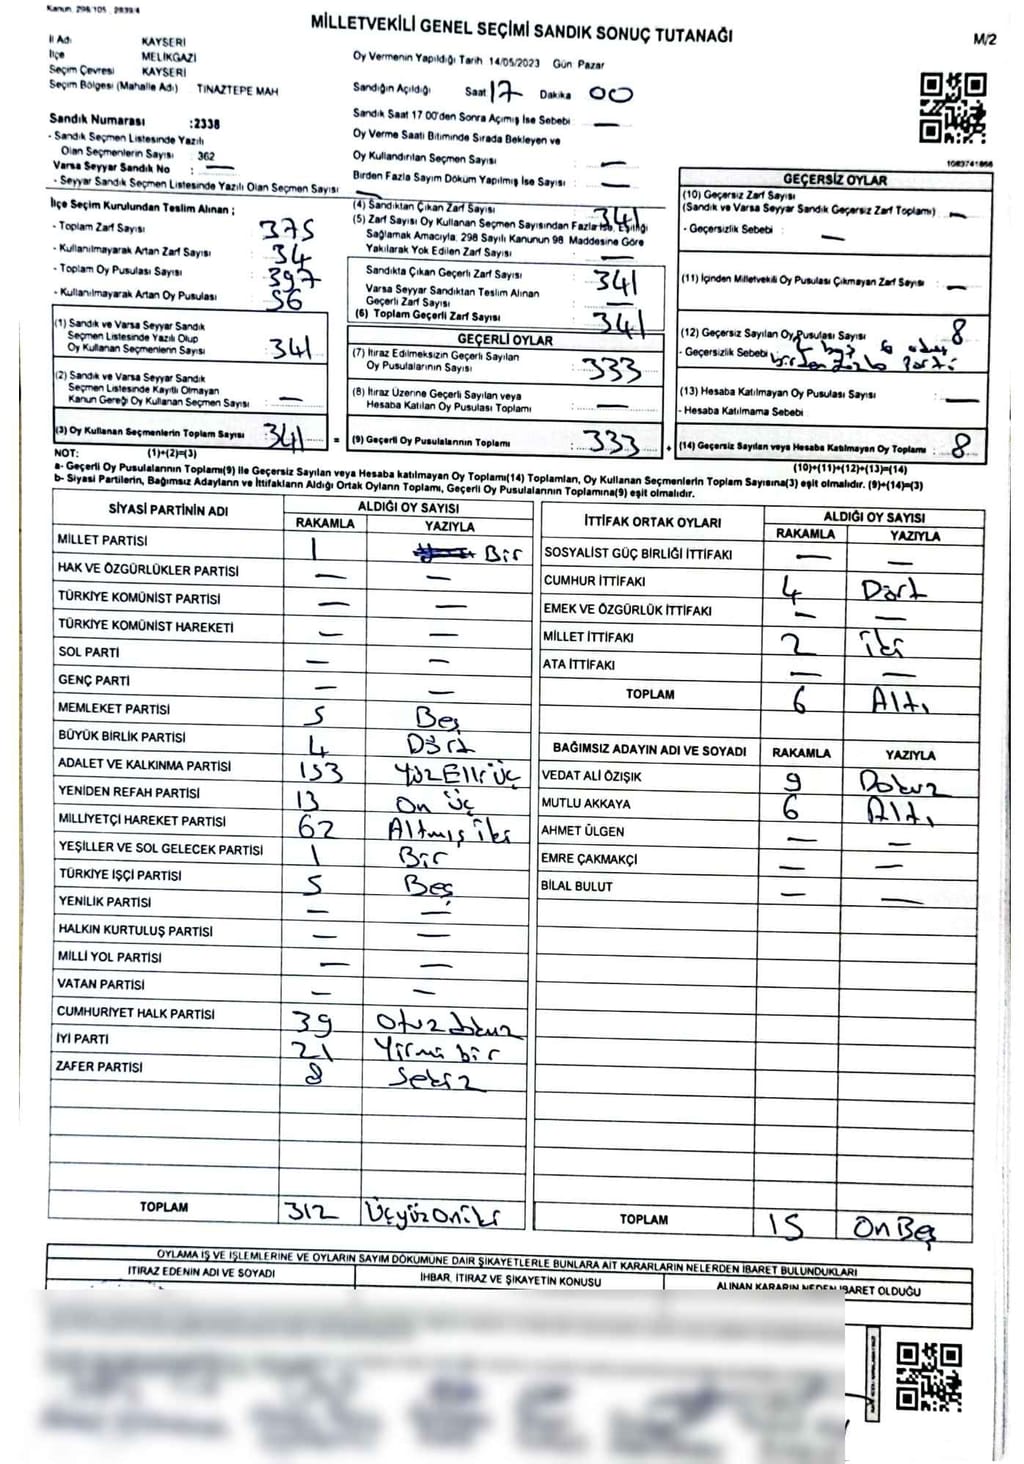 Kanun: 298/105 . 2839/4
MİLLETVEKİLİ GENEL SEÇİMİ SANDIK SONUÇ TUTANAĞI
M/2
İl Adı KAYSERİ
İlçe MELİKGAZİ
Seçim Çevresi KAYSERİ
Seçim Bölgesi (Mahalle Adı) TINAZTEPE MAH
Oy Vermenin Yapıldığı Tarih 14/05/2023 Gün Pazar
Sandığın Açıldığı Saat 17 Dakika 00
Sandık Saat 17 00'den Sonra Açımış İse Sebebi —
Oy Verme Saati Bitiminde Sırada Bekleyen ve
Oy Kullandırılan Seçmen Sayısı : —
Birden Fazla Sayım Döküm Yapılmış İse Sayısı : —
Sandık Numarası :2338
- Sandık Seçmen Listesinde Yazılı
Olan Seçmenlerin Sayısı : 362
Varsa Seyyar Sandık No : —
- Seyyar Sandık Seçmen Listesinde Yazılı Olan Seçmen Sayısı : —
1083741866
İlçe Seçim Kurulundan Teslim Alınan ;
- Toplam Zarf Sayısı : 375
- Kullanılmayarak Artan Zarf Sayısı : 34
- Toplam Oy Pusulası Sayısı : 397
- Kullanılmayarak Artan Oy Pusulası : 56
(4) Sandıktan Çıkan Zarf Sayısı : 341
(5) Zarf Sayısı Oy Kullanan Seçmen Sayısından Fazla İse, Eşitliği
Sağlamak Amacıyla, 298 Sayılı Kanunun 98 Maddesine Göre
Yakılarak Yok Edilen Zarf Sayısı : —
Sandıkta Çıkan Geçerli Zarf Sayısı : 341
Varsa Seyyar Sandıktan Teslim Alınan
Geçerli Zarf Sayısı : —
(6) Toplam Geçerli Zarf Sayısı : 341
GEÇERSİZ OYLAR
(10) Geçersiz Zarf Sayısı
(Sandık ve Varsa Seyyar Sandık Geçersiz Zarf Toplamı) : —
- Geçersizlik Sebebi : —
(11) İçinden Milletvekili Oy Pusulası Çıkmayan Zarf Sayısı : —
(12) Geçersiz Sayılan Oy Pusulası Sayısı : 8
- Geçersizlik Sebebi
(13) Hesaba Katılmayan Oy Pusulası Sayısı : —
- Hesaba Katılmama Sebebi
(14) Geçersiz Sayılan veya Hesaba Katılmayan Oy Toplamı : 8
(10)+(11)+(12)+(13)=(14)
(1) Sandık ve Varsa Seyyar Sandık
Seçmen Listesinde Yazılı Olup
Oy Kullanan Seçmenlerin Sayısı : 341
(2) Sandık ve Varsa Seyyar Sandık
Seçmen Listesinde Kayıtlı Olmayan
Kanun Gereği Oy Kullanan Seçmen Sayısı : —
(3) Oy Kullanan Seçmenlerin Toplam Sayısı : 341 =
GEÇERLİ OYLAR
(7) İtiraz Edilmeksizin Geçerli Sayılan
Oy Pusulalarının Sayısı : 333
(8) İtiraz Üzerine Geçerli Sayılan veya
Hesaba Katılan Oy Pusulası Toplamı : —
(9) Geçerli Oy Pusulalarının Toplamı : 333 +
NOT: (1)+(2)=(3)
a- Geçerli Oy Pusulalarının Toplamı(9) ile Geçersiz Sayılan veya Hesaba katılmayan Oy Toplamı(14) Toplamları, Oy Kullanan Seçmenlerin Toplam Sayısına(3) eşit olmalıdır. (9)+(14)=(3)
b- Siyasi Partilerin, Bağımsız Adayların ve İttifakların Aldığı Ortak Oyların Toplamı, Geçerli Oy Pusulalarının Toplamına(9) eşit olmalıdır.
SİYASİ PARTİNİN ADI ALDIĞI OY SAYISI
RAKAMLA YAZIYLA
MİLLET PARTİSİ 1 Bir
HAK VE ÖZGÜRLÜKLER PARTİSİ — —
TÜRKİYE KOMÜNİST PARTİSİ — —
TÜRKİYE KOMÜNİST HAREKETİ — —
SOL PARTİ — —
GENÇ PARTİ — —
MEMLEKET PARTİSİ 5 Beş
BÜYÜK BİRLİK PARTİSİ 4 Dört
ADALET VE KALKINMA PARTİSİ 153 YüzElliÜç
YENİDEN REFAH PARTİSİ 13 On Üç
MİLLİYETÇİ HAREKET PARTİSİ 62 Altmış iki
YEŞİLLER VE SOL GELECEK PARTİSİ 1 Bir
TÜRKİYE İŞÇİ PARTİSİ 5 Beş
YENİLİK PARTİSİ — —
HALKIN KURTULUŞ PARTİSİ — —
MİLLİ YOL PARTİSİ — —
VATAN PARTİSİ — —
CUMHURİYET HALK PARTİSİ 39 Otuz dokuz
İYİ PARTİ 21 Yirmi bir
ZAFER PARTİSİ 8 Sekiz
TOPLAM 312 Üçyüz Oniki
İTTİFAK ORTAK OYLARI ALDIĞI OY SAYISI
RAKAMLA YAZIYLA
SOSYALİST GÜÇ BİRLİĞİ İTTİFAKI — —
CUMHUR İTTİFAKI 4 Dört
EMEK VE ÖZGÜRLÜK İTTİFAKI — —
MİLLET İTTİFAKI 2 iki
ATA İTTİFAKI — —
TOPLAM 6 Altı
BAĞIMSIZ ADAYIN ADI VE SOYADI RAKAMLA YAZIYLA
VEDAT ALİ ÖZIŞIK 9 Dokuz
MUTLU AKKAYA 6 Altı
AHMET ÜLGEN — —
EMRE ÇAKMAKÇİ — —
BİLAL BULUT — —
TOPLAM 15 On Beş
OYLAMA İŞ VE İŞLEMLERİNE VE OYLARIN SAYIM DÖKÜMUNE DAİR ŞİKAYETLERLE BUNLARA AİT KARARLARIN NELERDEN İBARET BULUNDUKLARI
İTİRAZ EDENİN ADI VE SOYADI İHBAR, İTİRAZ VE ŞİKAYETİN KONUSU ALINAN KARARIN NEDEN İBARET OLDUĞU